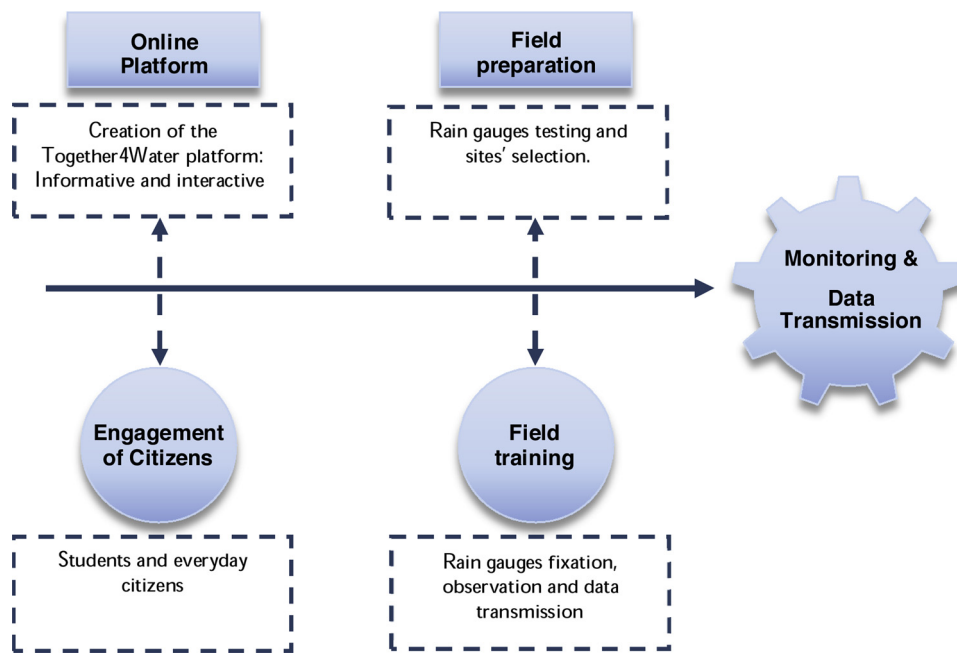 Online
Platform
Creation of the
Together4Water platform:
Informative and interactive
Field
preparation
Rain gauges testing and
sites' selection.
Monitoring &
Data
Transmission
Engagement
of Citizens
Students and everyday
citizens
Field
training
Rain gauges fixation,
observation and data
transmission